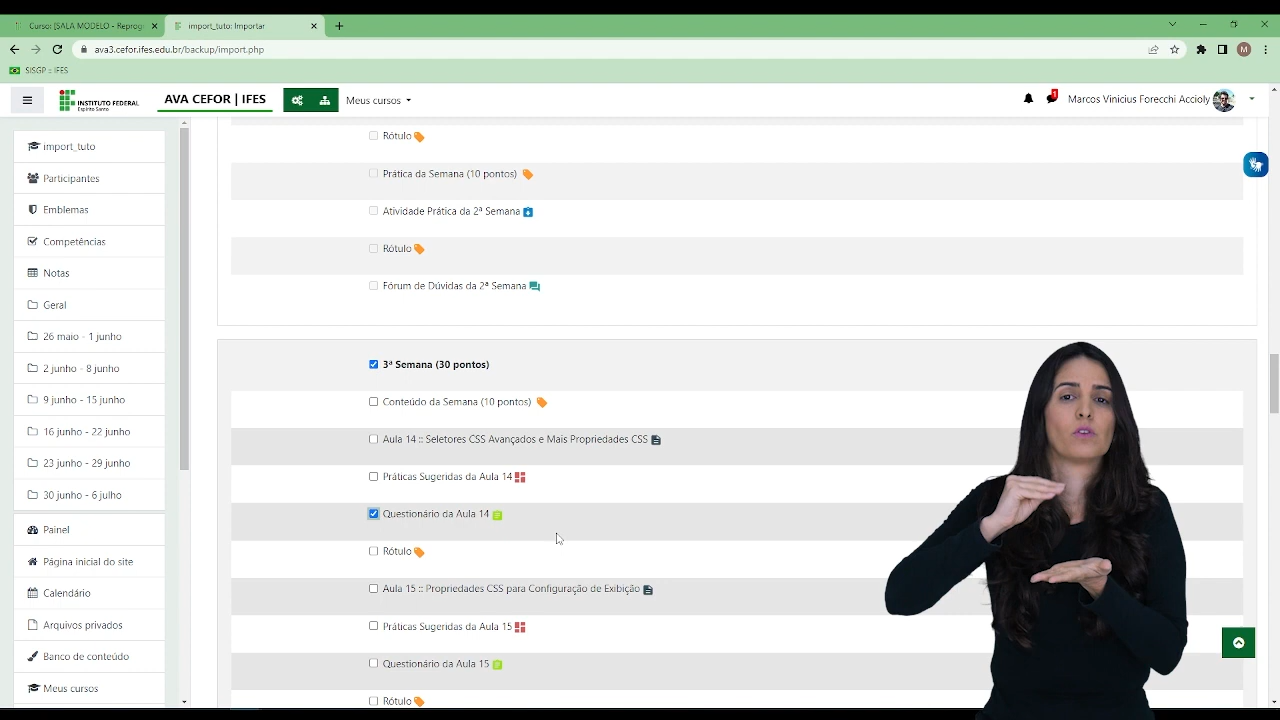 Curso: [SALA MODELO - Reprogr
import_tuto: Importar
ava3.cefor.ifes.edu.br/backup/import.php
M
SISGP :: IFES
INSTITUTO FEDERAL
Espírito Santo
AVA CEFOR | IFES
Meus cursos
1
Marcos Vinicius Forecchi Accioly
import_tuto
Participantes
Emblemas
Competências
Notas
Geral
26 maio - 1 junho
2 junho - 8 junho
9 junho - 15 junho
16 junho - 22 junho
23 junho - 29 junho
30 junho - 6 julho
Painel
Página inicial do site
Calendário
Arquivos privados
Banco de conteúdo
Meus cursos
Rótulo
Prática da Semana (10 pontos)
Atividade Prática da 2ª Semana
Rótulo
Fórum de Dúvidas da 2ª Semana
3ª Semana (30 pontos)
Conteúdo da Semana (10 pontos)
Aula 14 :: Seletores CSS Avançados e Mais Propriedades CSS
Práticas Sugeridas da Aula 14
Questionário da Aula 14
Rótulo
Aula 15 :: Propriedades CSS para Configuração de Exibição
Práticas Sugeridas da Aula 15
Questionário da Aula 15
Rótulo